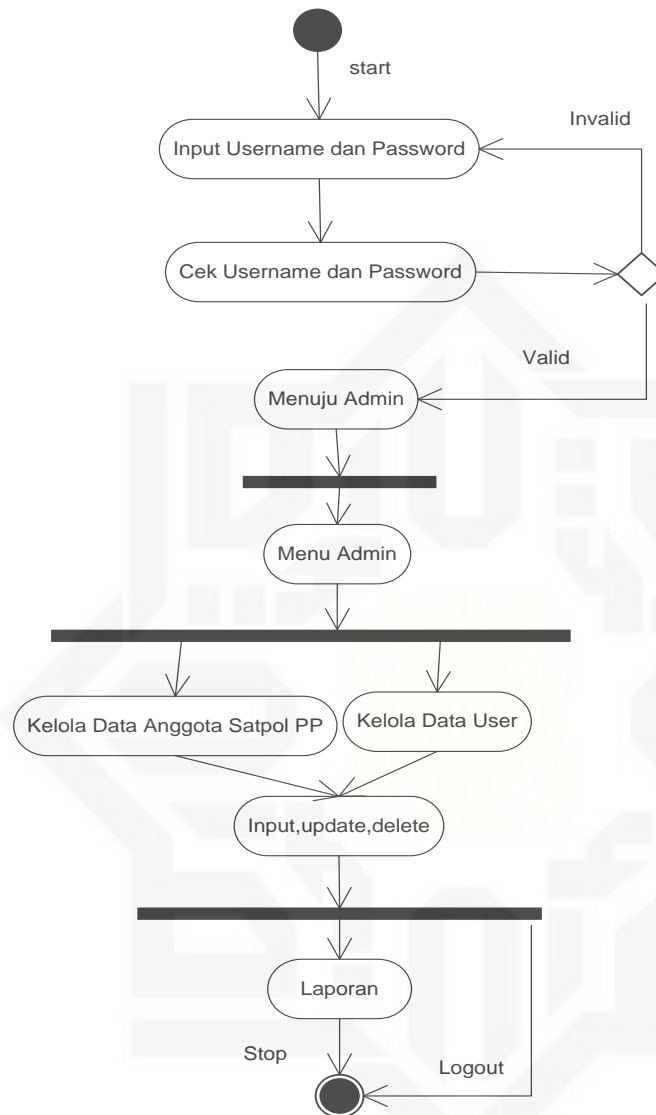 start
Invalid
Input Username dan Password
Cek Username dan Password
Valid
Menuju Admin
Menu Admin
Kelola Data Anggota Satpol PP
Kelola Data User
Input,update,delete
Laporan
Stop
Logout